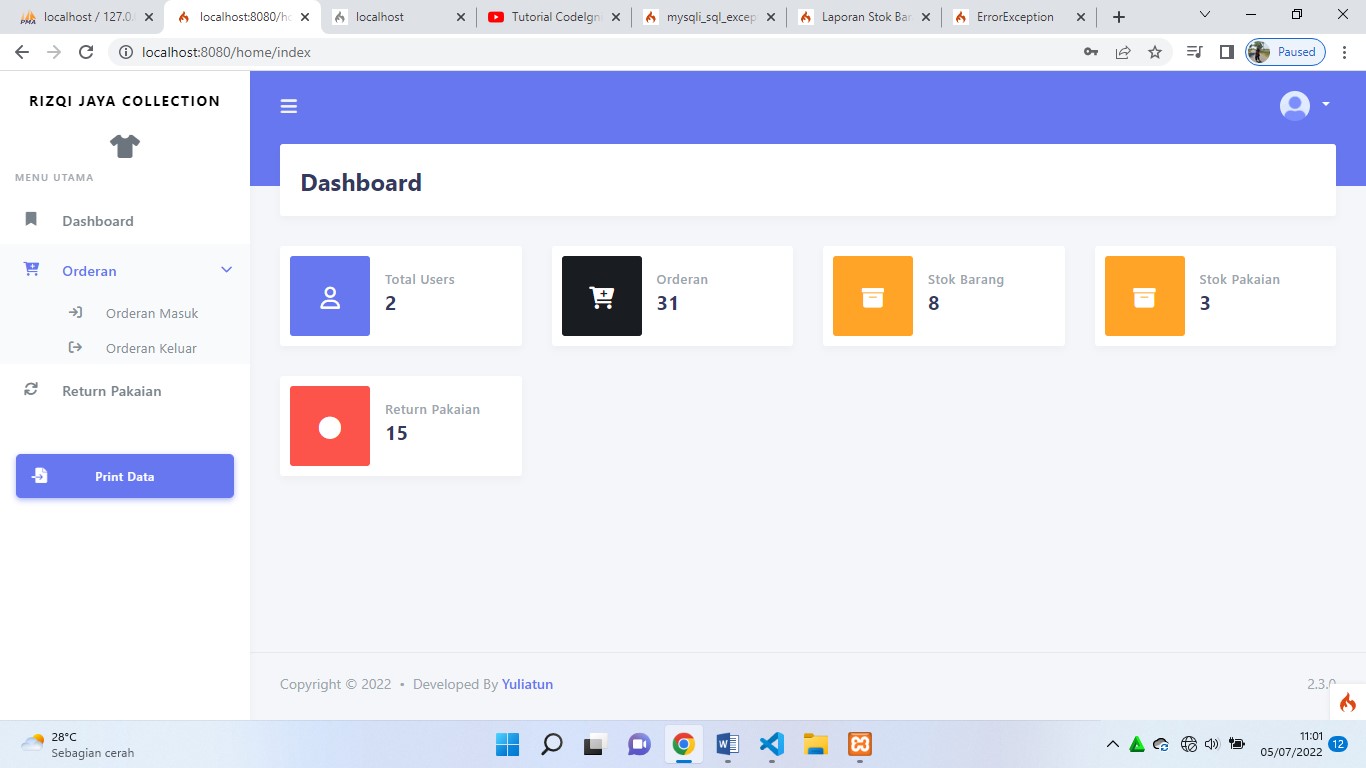 PMA localhost / 127.0.
localhost:8080/ho
localhost
Tutorial CodeIgn
mysqli_sql_excep
Laporan Stok Bar
ErrorException
localhost:8080/home/index
Paused
RIZQI JAYA COLLECTION
MENU UTAMA
Dashboard
Orderan
Orderan Masuk
Orderan Keluar
Return Pakaian
Print Data
Dashboard
Total Users
2
Orderan
31
Stok Barang
8
Stok Pakaian
3
Return Pakaian
15
Copyright © 2022 • Developed By Yuliatun
2.3.0
28°C
Sebagian cerah
11:01
05/07/2022
12